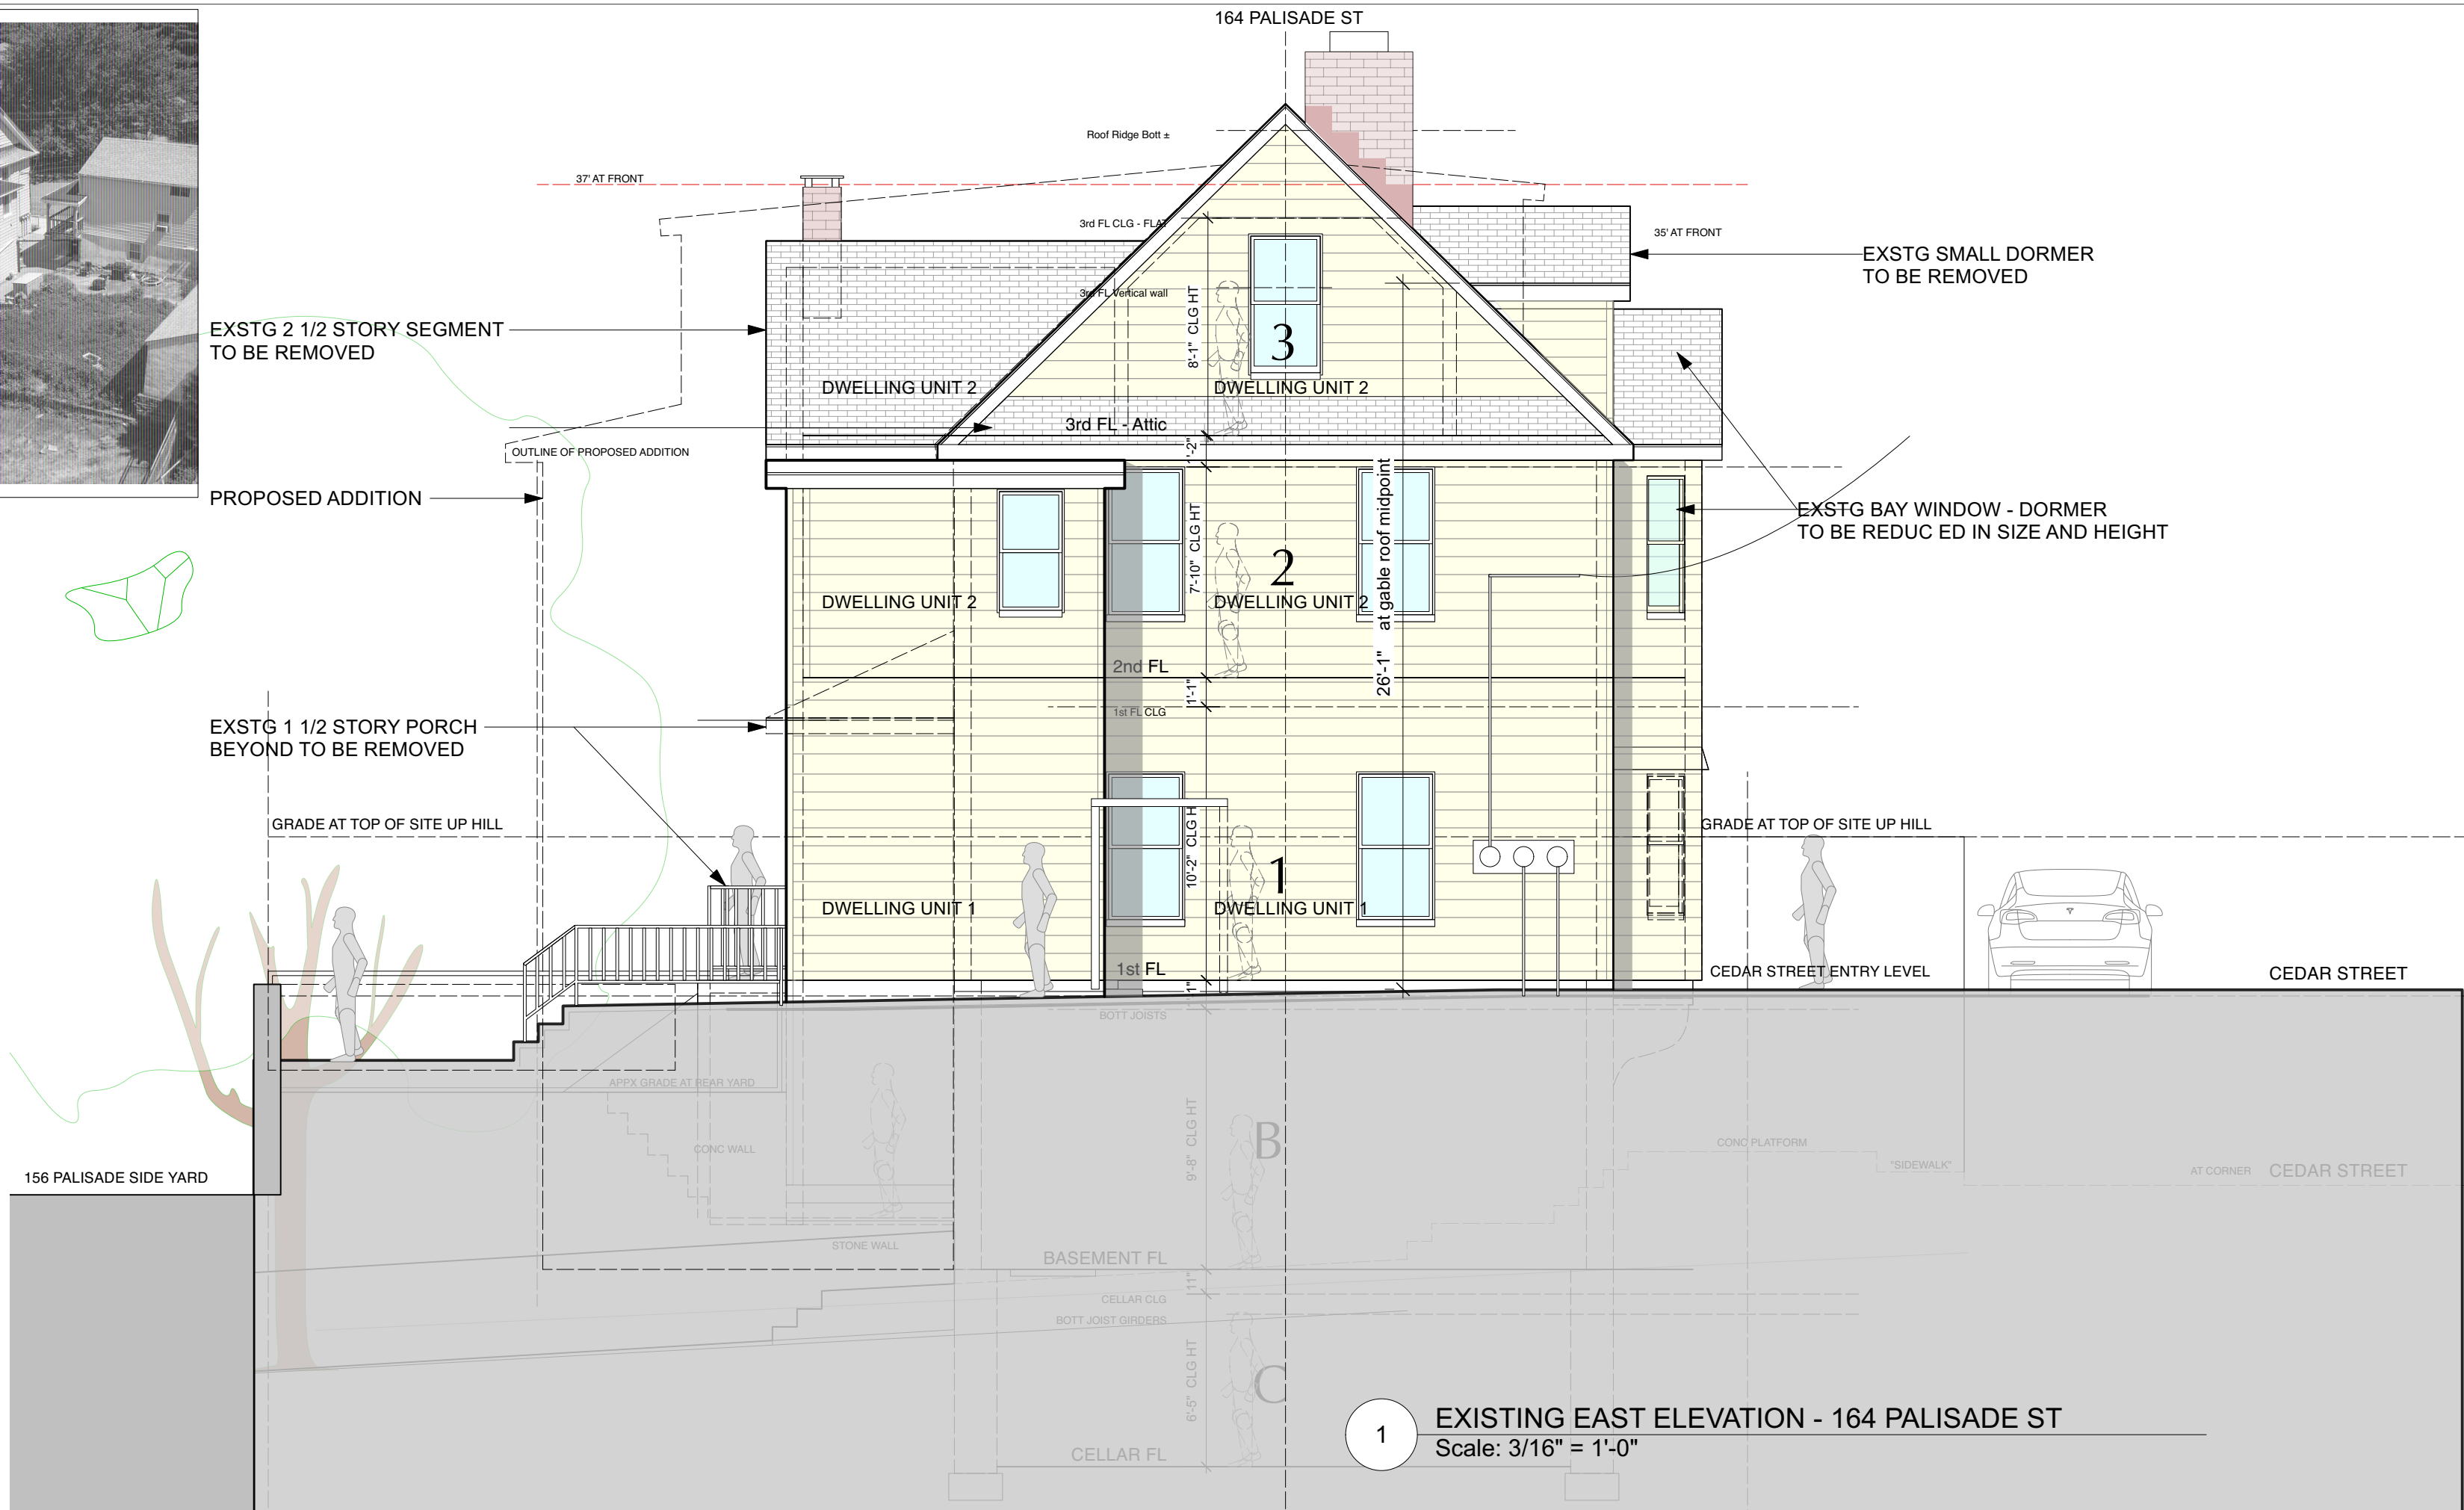 164 PALISADE ST
Roof Ridge Bott ±
37' AT FRONT
3rd FL CLG - FLAT
35' AT FRONT
EXSTG SMALL DORMER
TO BE REMOVED
3rd FL Vertical wall
8'-1" CLG HT
EXSTG 2 1/2 STORY SEGMENT
TO BE REMOVED
3
DWELLING UNIT 2
DWELLING UNIT 2
3rd FL - Attic
1'-2"
OUTLINE OF PROPOSED ADDITION
PROPOSED ADDITION
EXSTG BAY WINDOW - DORMER
TO BE REDUC ED IN SIZE AND HEIGHT
7'-10" CLG HT
2
26'-1" at gable roof midpoint
DWELLING UNIT 2
DWELLING UNIT 2
2nd FL
1'-1"
1st FL CLG
EXSTG 1 1/2 STORY PORCH
BEYOND TO BE REMOVED
GRADE AT TOP OF SITE UP HILL
GRADE AT TOP OF SITE UP HILL
10'-2" CLG H
1
DWELLING UNIT 1
DWELLING UNIT 1
1st FL
CEDAR STREET ENTRY LEVEL
CEDAR STREET
BOTT JOISTS
APPX GRADE AT REAR YARD
9'-8" CLG HT
B
CONC WALL
CONC PLATFORM
"SIDEWALK"
AT CORNER CEDAR STREET
156 PALISADE SIDE YARD
STONE WALL
BASEMENT FL
11"
CELLAR CLG
BOTT JOIST GIRDERS
6'-5" CLG HT
C
CELLAR FL
1
EXISTING EAST ELEVATION - 164 PALISADE ST
Scale: 3/16" = 1'-0"